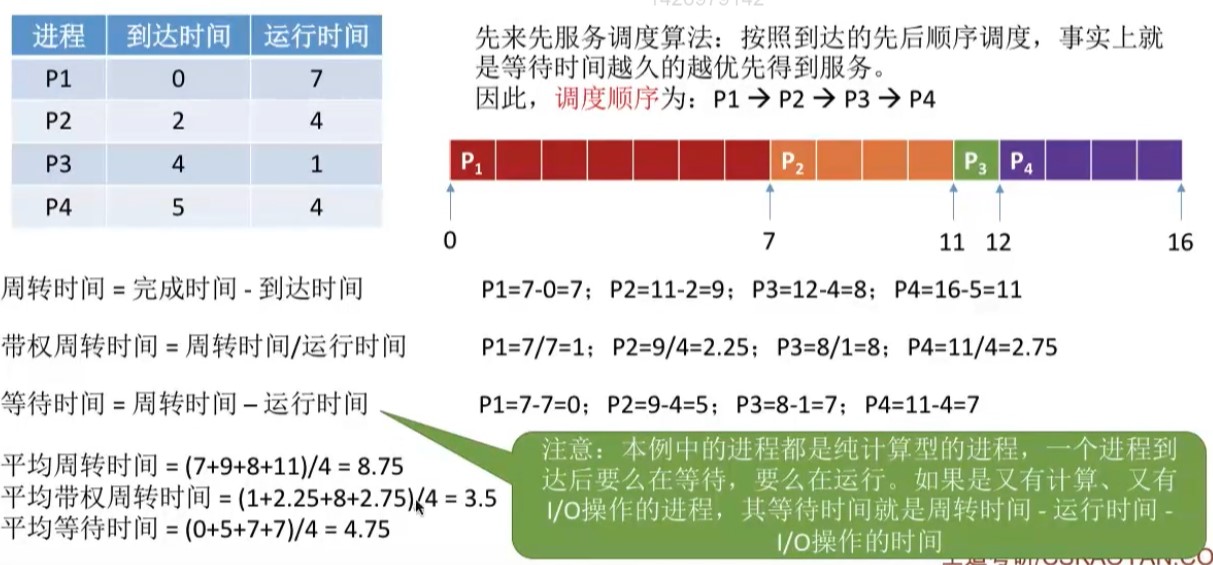 1420979142
进程 到达时间 运行时间
P1 0 7
P2 2 4
P3 4 1
P4 5 4
先来先服务调度算法：按照到达的先后顺序调度，事实上就
是等待时间越久的越优先得到服务。
因此，调度顺序为：P1 → P2 → P3 → P4
P1 P2 P3 P4
0 7 11 12 16
周转时间 = 完成时间 - 到达时间 P1=7-0=7；P2=11-2=9；P3=12-4=8；P4=16-5=11
带权周转时间 = 周转时间/运行时间 P1=7/7=1；P2=9/4=2.25；P3=8/1=8；P4=11/4=2.75
等待时间 = 周转时间 – 运行时间 P1=7-7=0；P2=9-4=5；P3=8-1=7；P4=11-4=7
平均周转时间 = (7+9+8+11)/4 = 8.75
平均带权周转时间 = (1+2.25+8+2.75)/4 = 3.5
平均等待时间 = (0+5+7+7)/4 = 4.75
注意：本例中的进程都是纯计算型的进程，一个进程到
达后要么在等待，要么在运行。如果是又有计算、又有
I/O操作的进程，其等待时间就是周转时间 - 运行时间 -
I/O操作的时间
王道考研/CSKAOYAN.CO